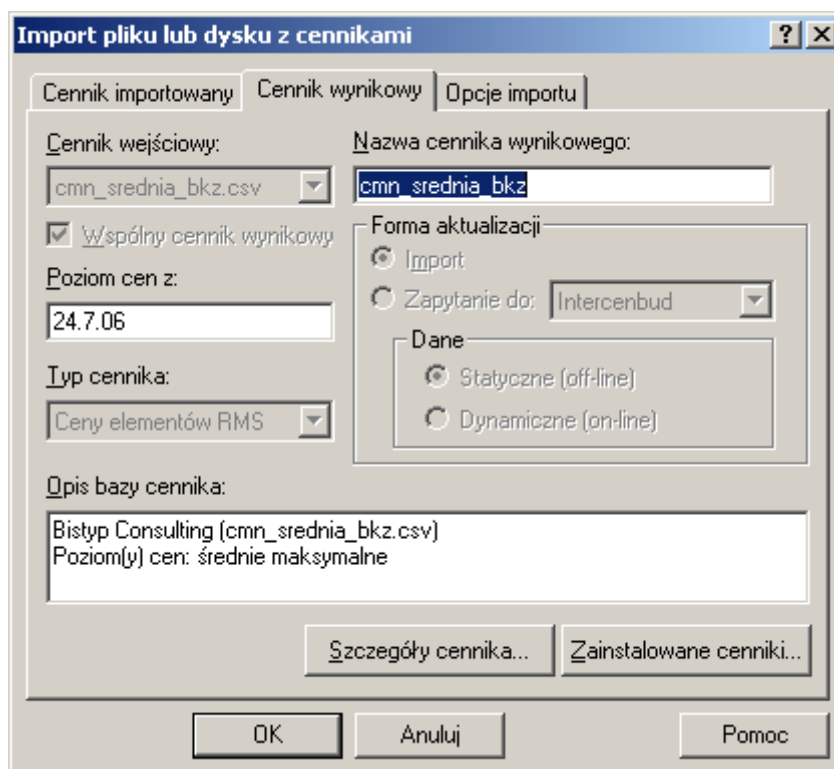 Import pliku lub dysku z cennikami
Cennik importowany
Cennik wynikowy
Opcje importu
Cennik wejściowy:
cmn_srednia_bkz.csv
Wspólny cennik wynikowy
Poziom cen z:
24.7.06
Typ cennika:
Ceny elementów RMS
Nazwa cennika wynikowego:
cmn_srednia_bkz
Forma aktualizacji
Import
Zapytanie do: Intercenbud
Dane
Statyczne (off-line)
Dynamiczne (on-line)
Opis bazy cennika:
Bistyp Consulting (cmn_srednia_bkz.csv)
Poziom(y) cen: średnie maksymalne
Szczegóły cennika...
Zainstalowane cenniki...
OK
Anuluj
Pomoc